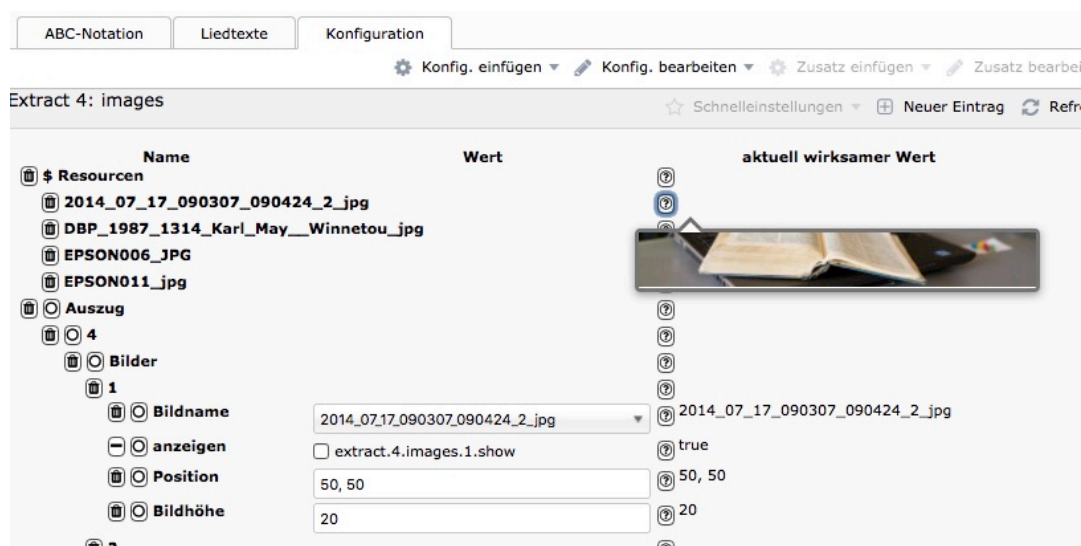 ABC-Notation Liedtexte Konfiguration
Konfig. einfügen Konfig. bearbeiten Zusatz einfügen Zusatz bearbei
Extract 4: images Schnelleinstellungen Neuer Eintrag Refre
Name Wert aktuell wirksamer Wert
$ Resourcen
2014_07_17_090307_090424_2_jpg
DBP_1987_1314_Karl_May__Winnetou_jpg
EPSON006_JPG
EPSON011_jpg
Auszug
4
Bilder
1
Bildname 2014_07_17_090307_090424_2_jpg 2014_07_17_090307_090424_2_jpg
anzeigen extract.4.images.1.show true
Position 50, 50 50, 50
Bildhöhe 20 20